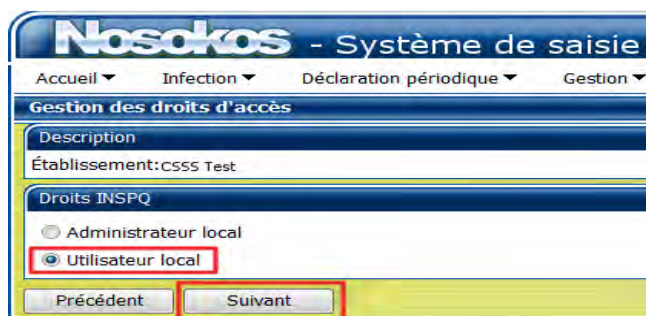 Nosokos - Système de saisie
Accueil Infection Déclaration périodique Gestion
Gestion des droits d'accès
Description
Établissement:CSSS Test
Droits INSPQ
Administrateur local
Utilisateur local
Précédent Suivant